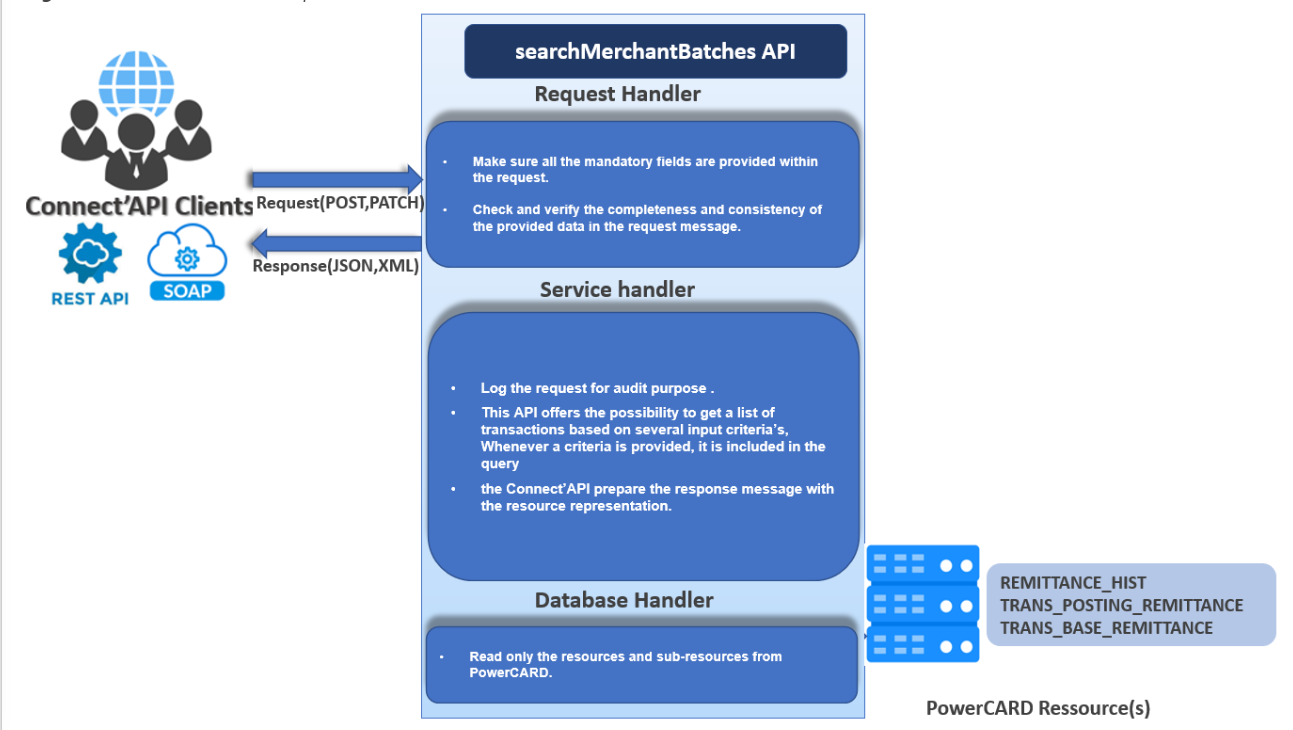 searchMerchantBatches API
Request Handler
• Make sure all the mandatory fields are provided within
the request.
• Check and verify the completeness and consistency of
the provided data in the request message.
Connect'API Clients
Request(POST,PATCH)
Response(JSON,XML)
REST API
SOAP
Service handler
• Log the request for audit purpose .
• This API offers the possibility to get a list of
transactions based on several input criteria's,
Whenever a criteria is provided, it is included in the
query
• the Connect'API prepare the response message with
the resource representation.
Database Handler
• Read only the resources and sub-resources from
PowerCARD.
REMITTANCE_HIST
TRANS_POSTING_REMITTANCE
TRANS_BASE_REMITTANCE
PowerCARD Ressource(s)